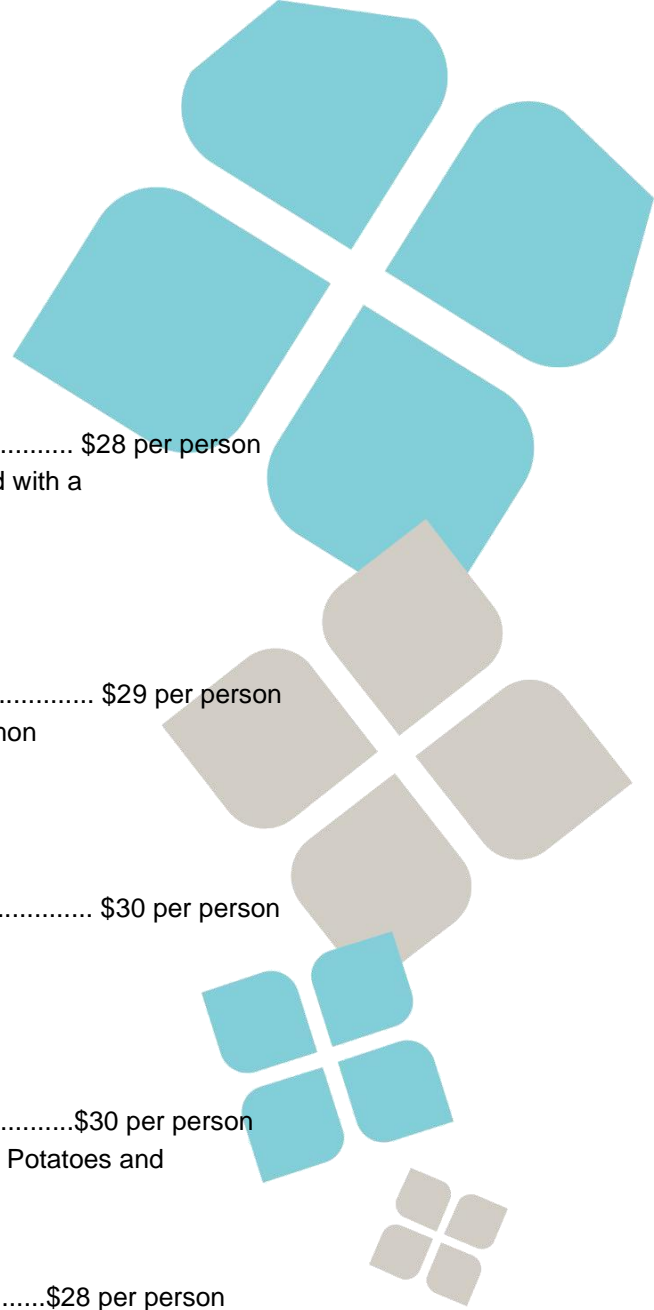 .......... $28 per person
d with a
............. $29 per person
non
............. $30 per person
..........$30 per person
Potatoes and
......$28 per person